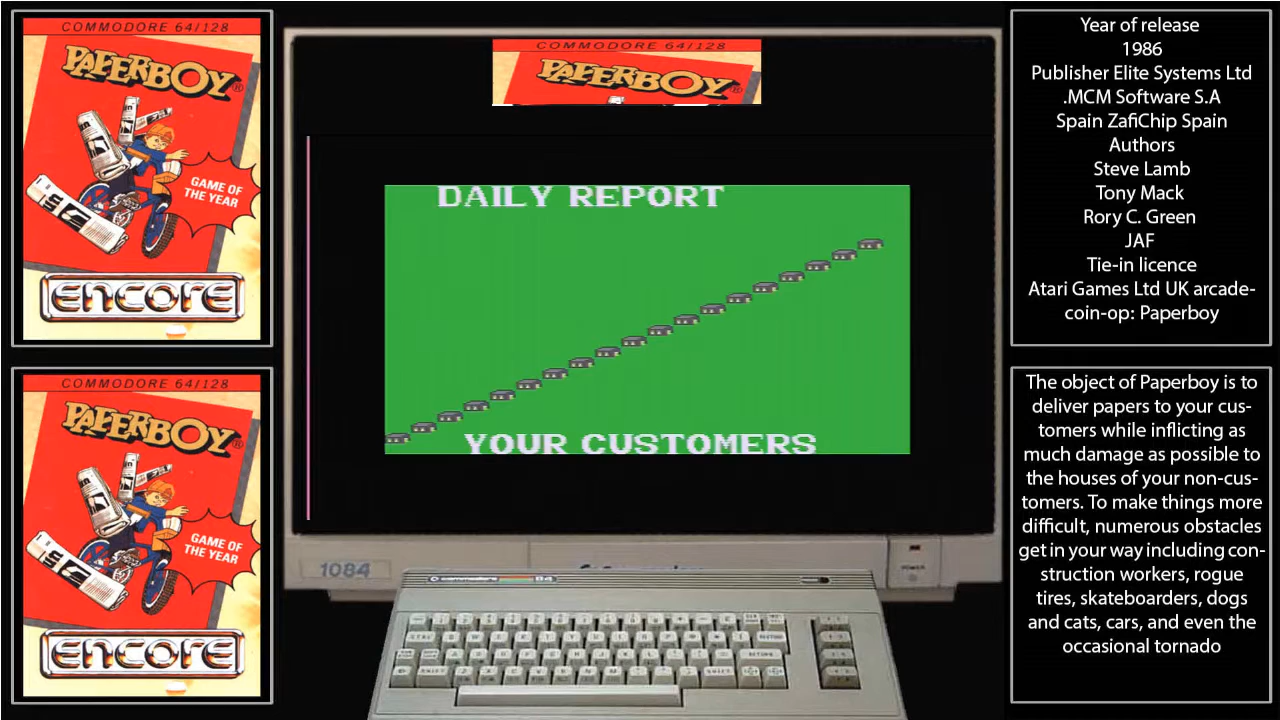 COMMODORE 64/128
PAPERBOY®
GAME OF
THE YEAR
ENCORE
COMMODORE 64/128
PAPERBOY®
GAME OF
THE YEAR
ENCORE
COMMODORE 64/128
PAPERBOY®
DAILY REPORT
YOUR CUSTOMERS
1084
POWER
commodore 64
Year of release
1986
Publisher Elite Systems Ltd
.MCM Software S.A
Spain ZafiChip Spain
Authors
Steve Lamb
Tony Mack
Rory C. Green
JAF
Tie-in licence
Atari Games Ltd UK arcade-
coin-op: Paperboy
The object of Paperboy is to
deliver papers to your cus-
tomers while inflicting as
much damage as possible to
the houses of your non-cus-
tomers. To make things more
difficult, numerous obstacles
get in your way including con-
struction workers, rogue
tires, skateboarders, dogs
and cats, cars, and even the
occasional tornado